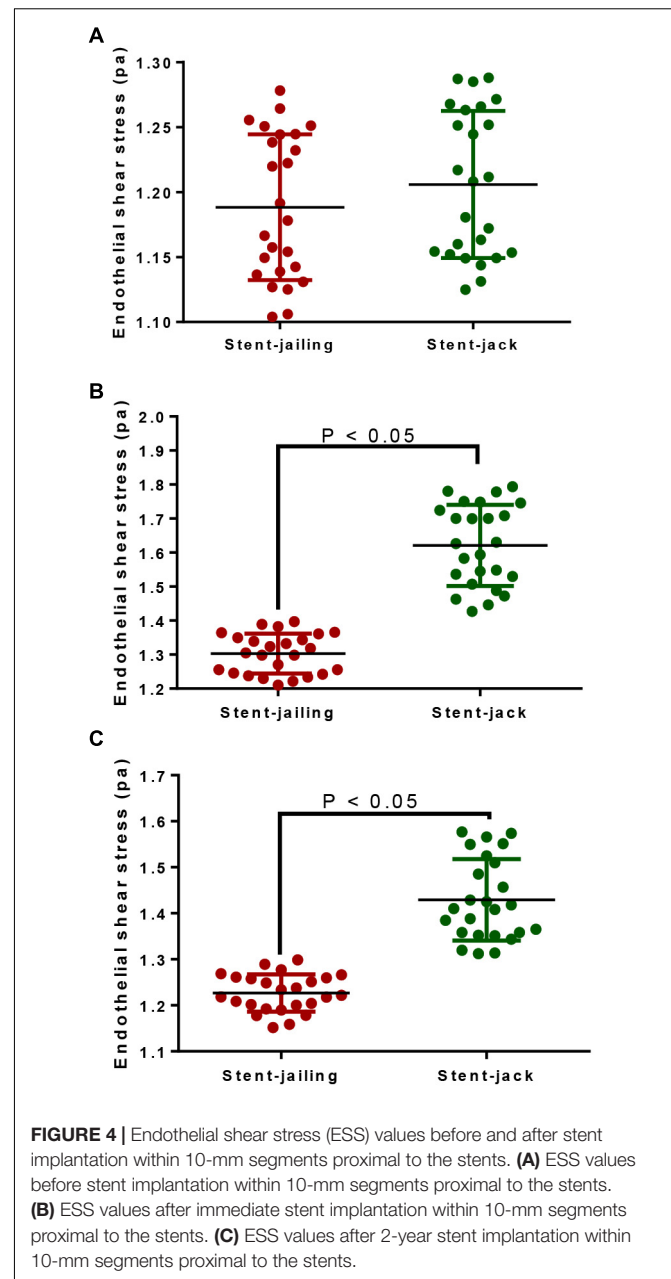 A
Endothelial shear stress (pa)
1.30
1.25
1.20
1.15
1.10
Stent-jailing Stent-jack
B
Endothelial shear stress (pa)
2.0
1.9
1.8
1.7
1.6
1.5
1.4
1.3
1.2
P < 0.05
Stent-jailing Stent-jack
C
Endothelial shear stress (pa)
1.7
1.6
1.5
1.4
1.3
1.2
1.1
P < 0.05
Stent-jailing Stent-jack
FIGURE 4 | Endothelial shear stress (ESS) values before and after stent
implantation within 10-mm segments proximal to the stents. (A) ESS values
before stent implantation within 10-mm segments proximal to the stents.
(B) ESS values after immediate stent implantation within 10-mm segments
proximal to the stents. (C) ESS values after 2-year stent implantation within
10-mm segments proximal to the stents.